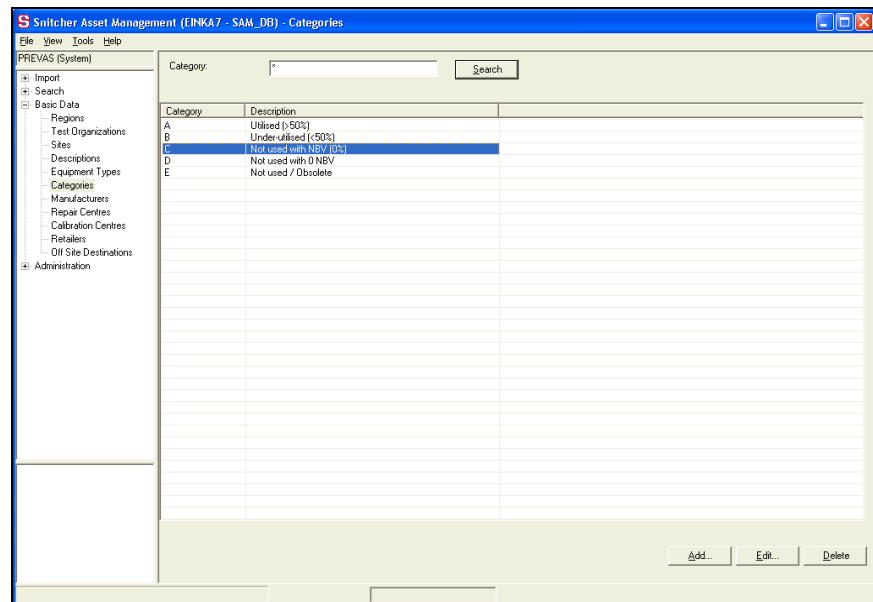 S Snitcher Asset Management (EINKA7 - SAM_DB) - Categories
File View Tools Help
PREVAS (System)
Import
Search
Basic Data
Regions
Test Organizations
Sites
Descriptions
Equipment Types
Categories
Manufacturers
Repair Centres
Calibration Centres
Retailers
Off Site Destinations
Administration
Category: * Search
Category Description
A Utilised (>50%)
B Under-utilised (<50%)
C Not used with NBV (0%)
D Not used with 0 NBV
E Not used / Obsolete
Add... Edit... Delete